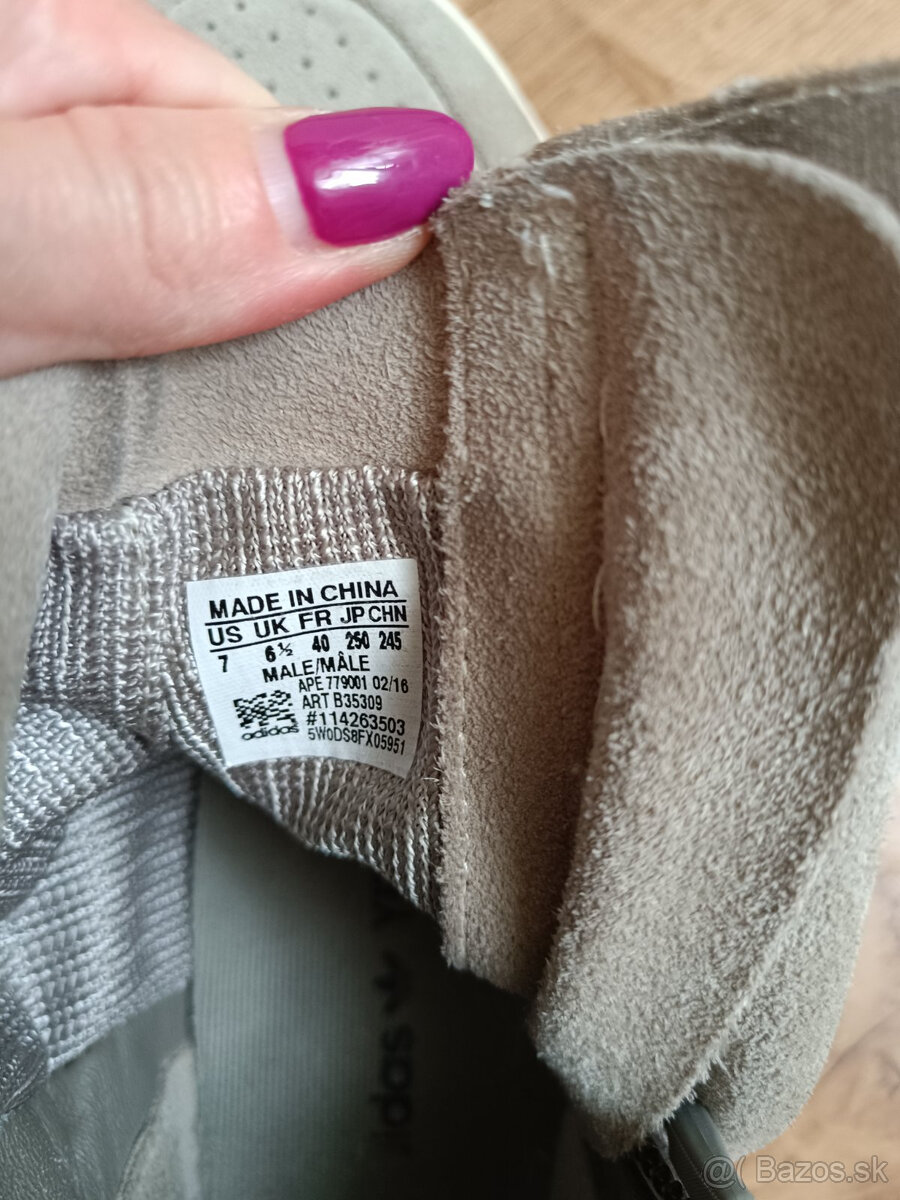 MADE IN CHINA
US UK FR JP CHN
7 6½ 40 250 245
MALE/MÂLE
APE 779001 02/16
ART B35309
#114263503
adidas
5W0DS8FX05951
adidas
@( Bazos.sk